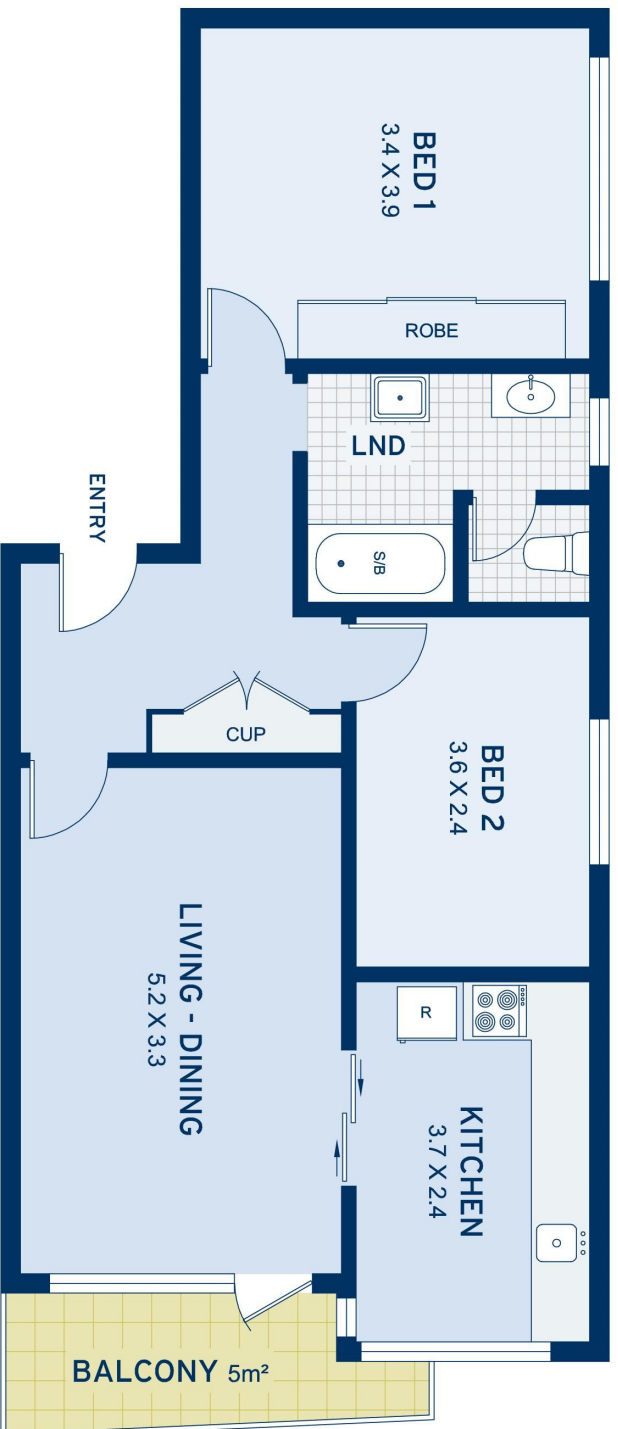 BED 1
3.4 X 3.9
ROBE
LND
ENTRY
S/B
CUP
BED 2
3.6 X 2.4
LIVING - DINING
5.2 X 3.3
R
KITCHEN
3.7 X 2.4
BALCONY 5m²